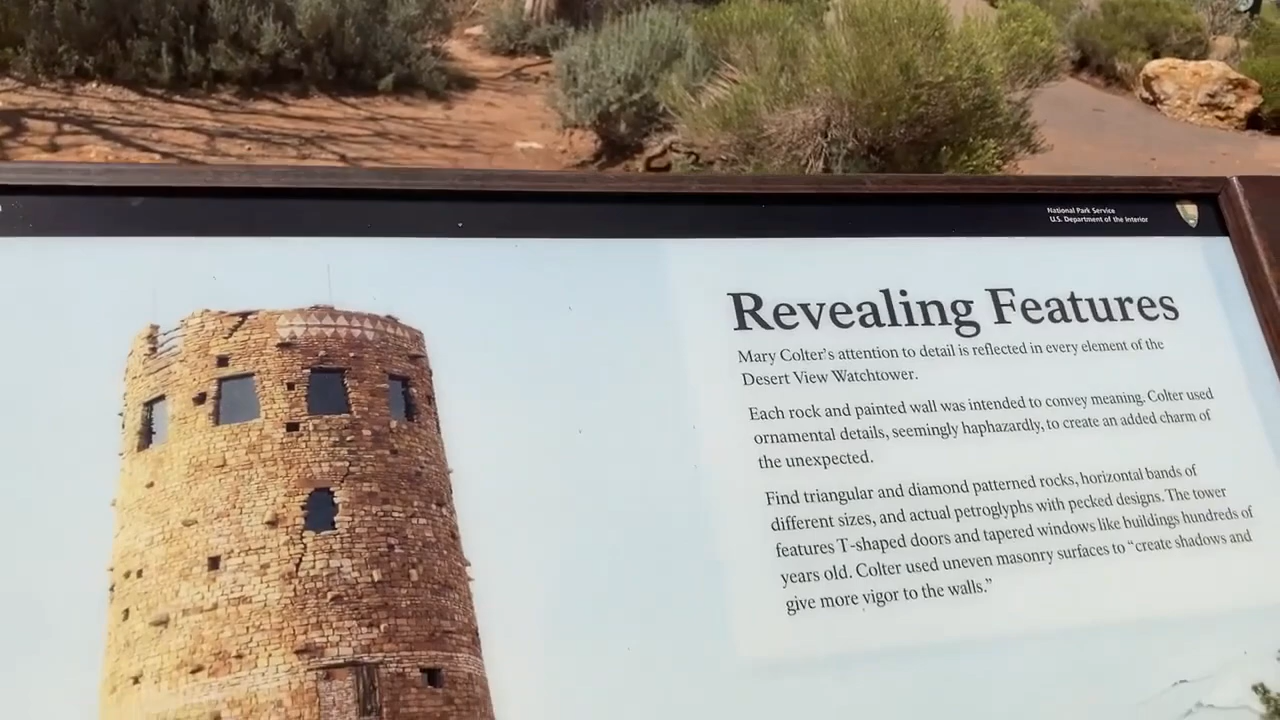 National Park Service
U.S. Department of the Interior
Revealing Features
Mary Colter's attention to detail is reflected in every element of the
Desert View Watchtower.
Each rock and painted wall was intended to convey meaning. Colter used
ornamental details, seemingly haphazardly, to create an added charm of
the unexpected.
Find triangular and diamond patterned rocks, horizontal bands of
different sizes, and actual petroglyphs with pecked designs. The tower
features T-shaped doors and tapered windows like buildings hundreds of
years old. Colter used uneven masonry surfaces to “create shadows and
give more vigor to the walls.”